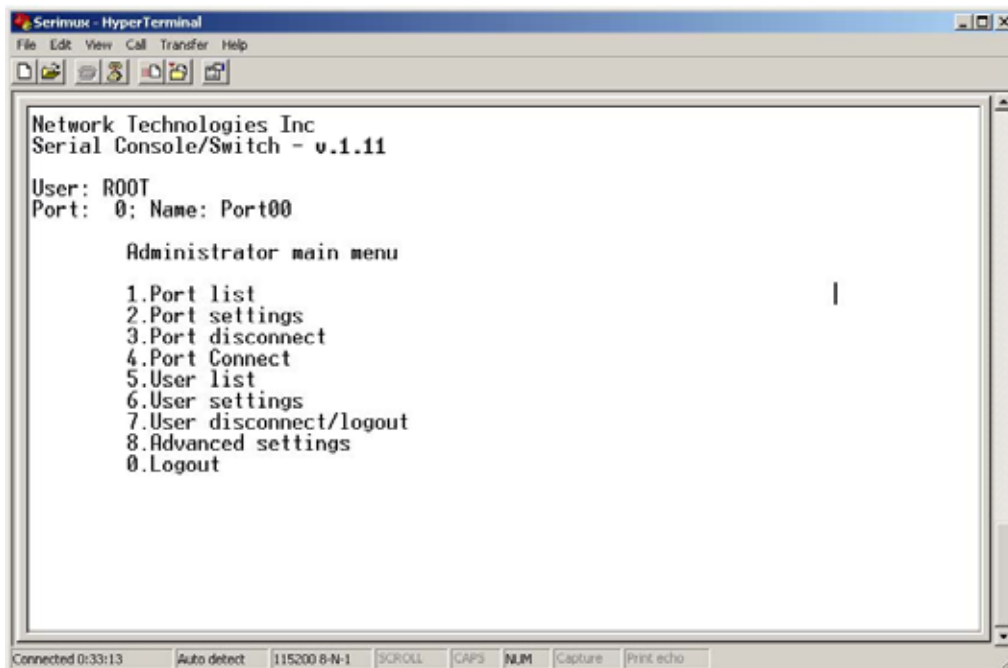 Serimux - HyperTerminal
File Edit View Call Transfer Help
Network Technologies Inc
Serial Console/Switch - v.1.11
User: ROOT
Port:  0; Name: Port00
Administrator main menu
1.Port list
2.Port settings
3.Port disconnect
4.Port Connect
5.User list
6.User settings
7.User disconnect/logout
8.Advanced settings
0.Logout
Connected 0:33:13 Auto detect 115200 8-N-1 SCROLL CAPS NUM Capture Print echo